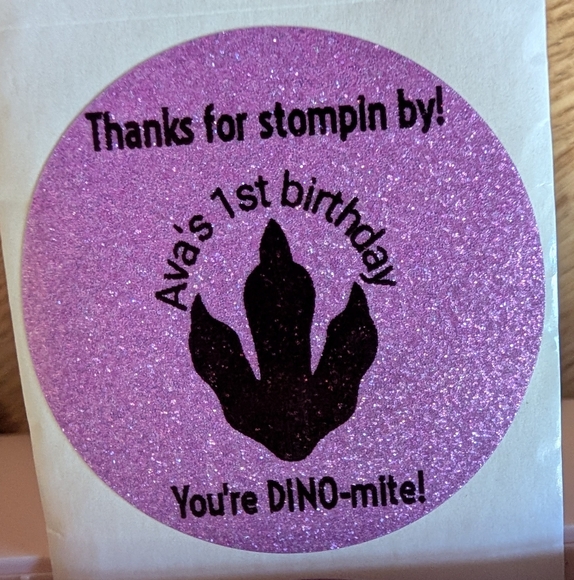 Thanks for stompin by!
Ava's 1st birthday
You're DINO-mite!